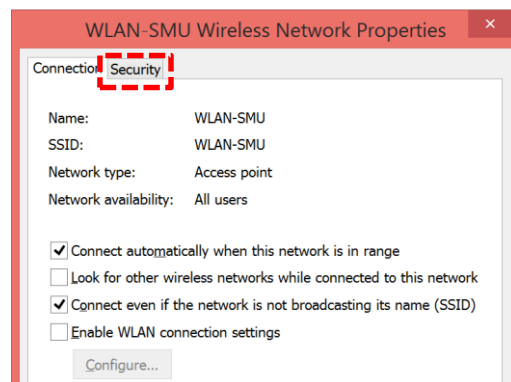 WLAN-SMU Wireless Network Properties
Connection Security
Name: WLAN-SMU
SSID: WLAN-SMU
Network type: Access point
Network availability: All users
Connect automatically when this network is in range
Look for other wireless networks while connected to this network
Connect even if the network is not broadcasting its name (SSID)
Enable WLAN connection settings
Configure...